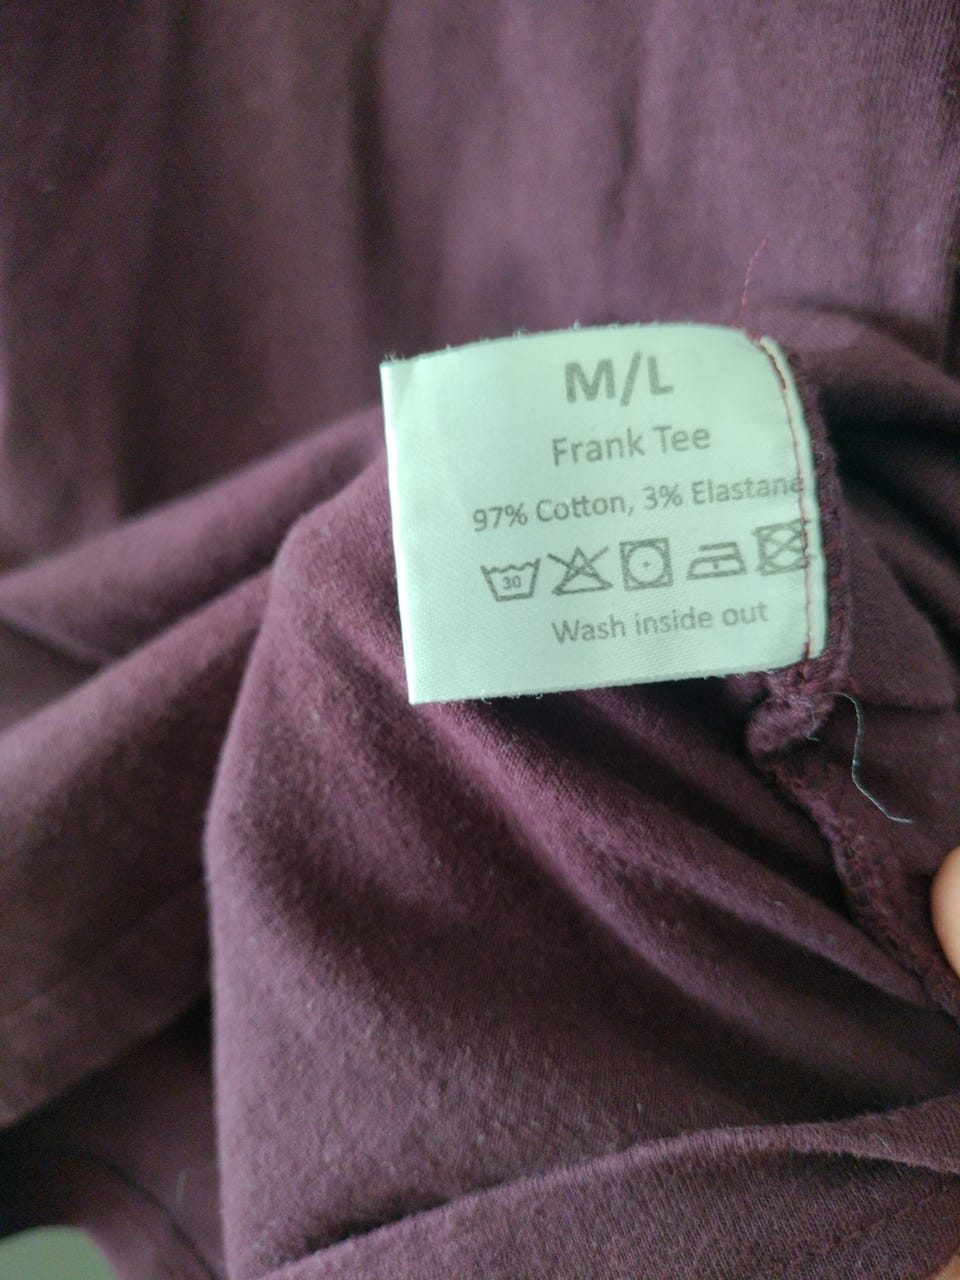 M/L
Frank Tee
97% Cotton, 3% Elastane
30
Wash inside out